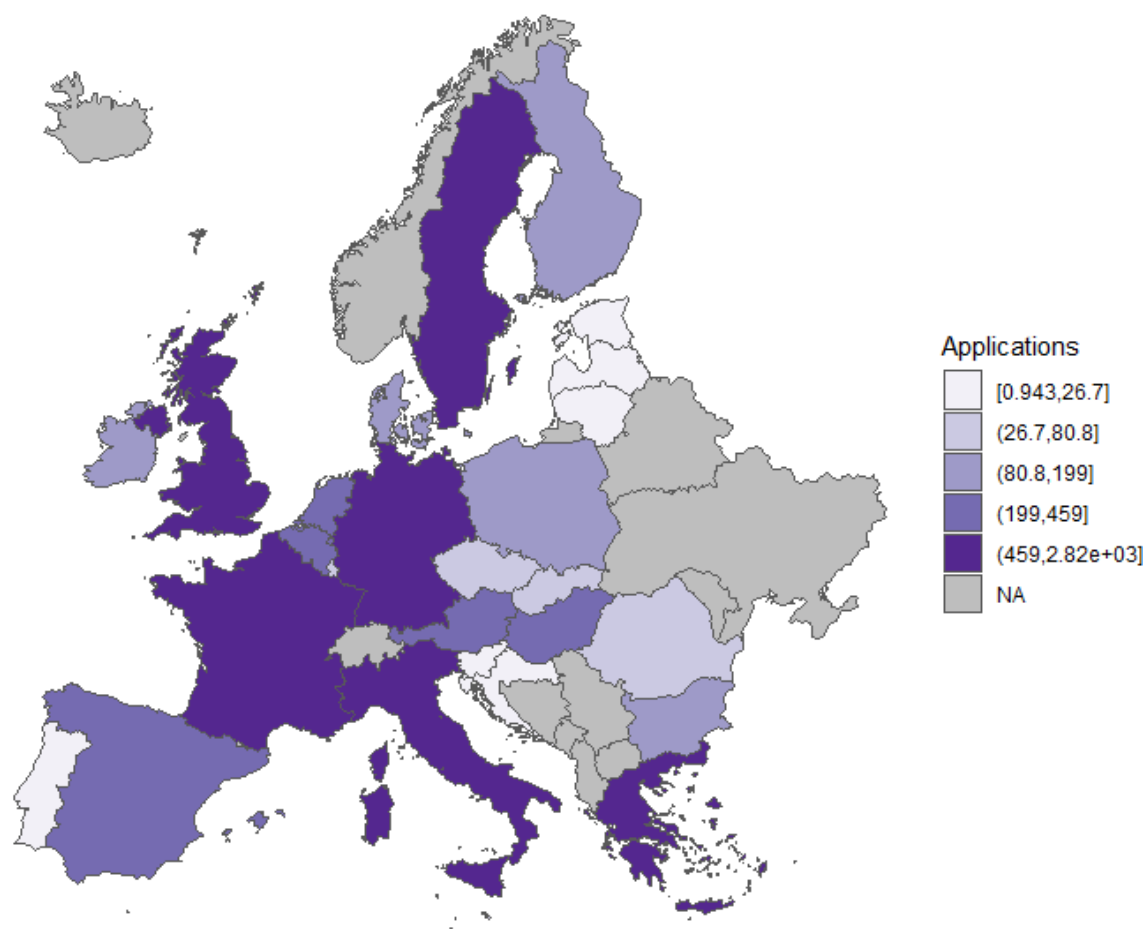 Applications
[0.943,26.7]
(26.7,80.8]
(80.8,199]
(199,459]
(459,2.82e+03]
NA